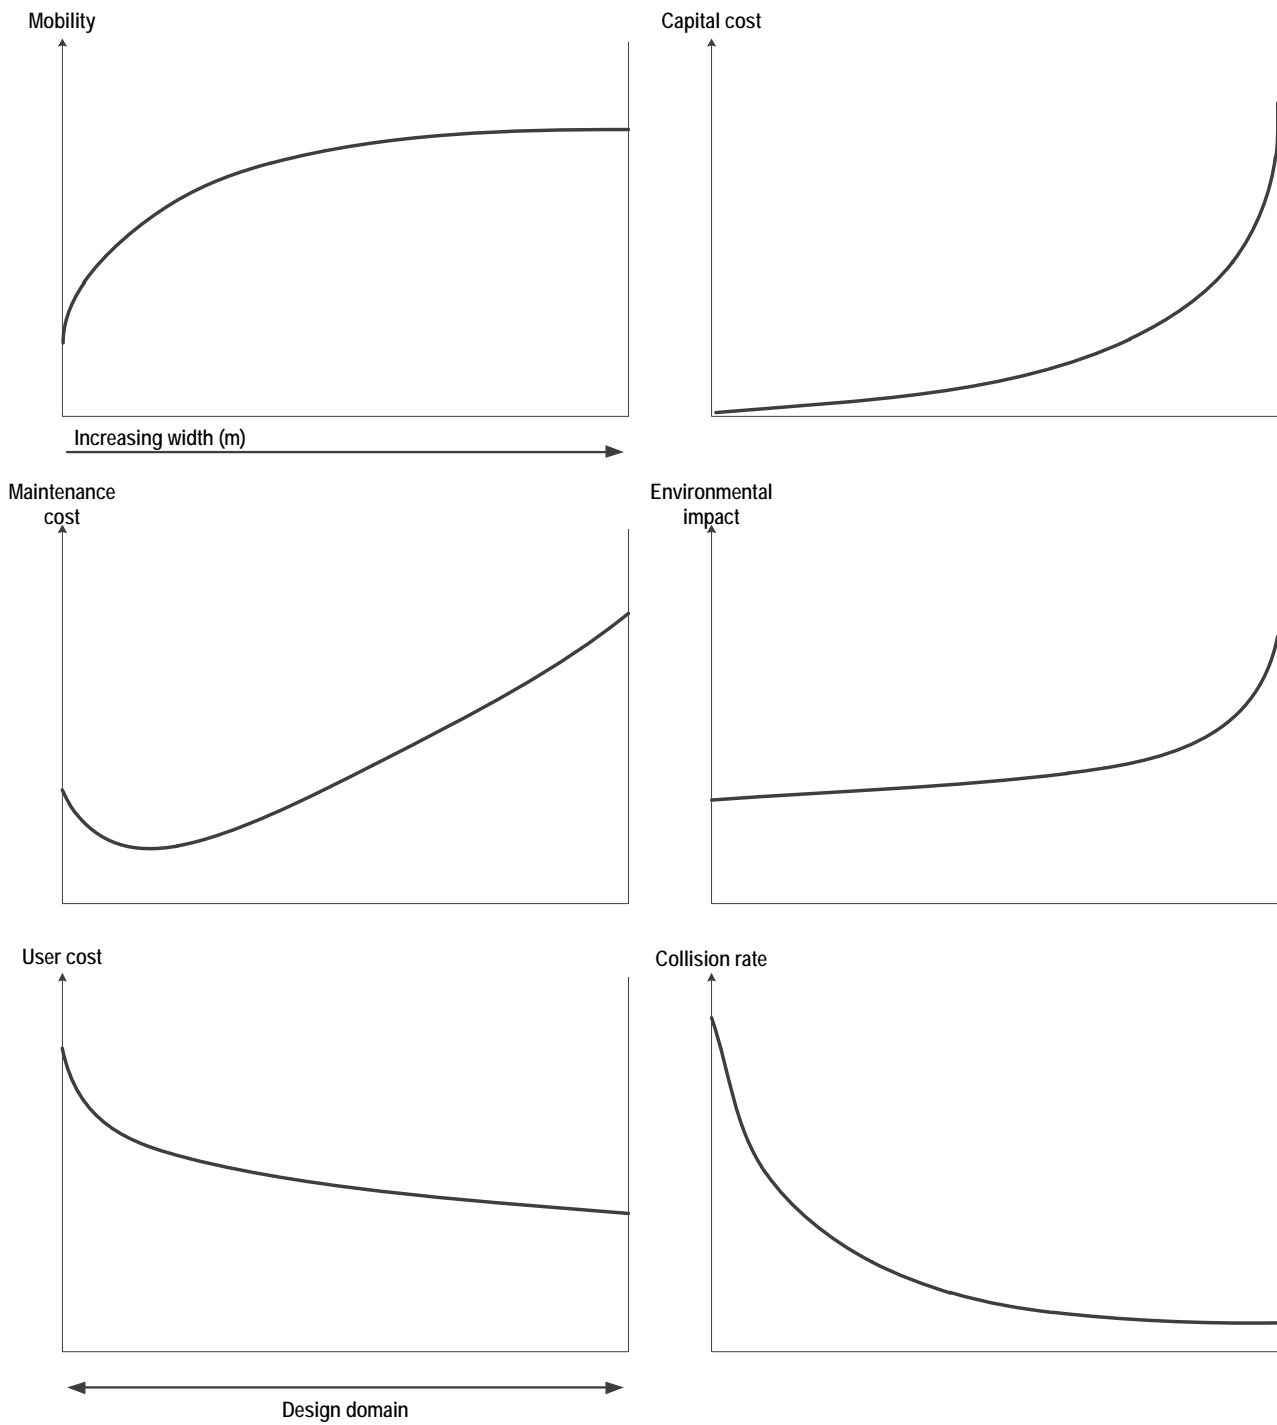 Mobility
Capital cost
Increasing width (m)
Maintenance
cost
Environmental
impact
User cost
Collision rate
Design domain